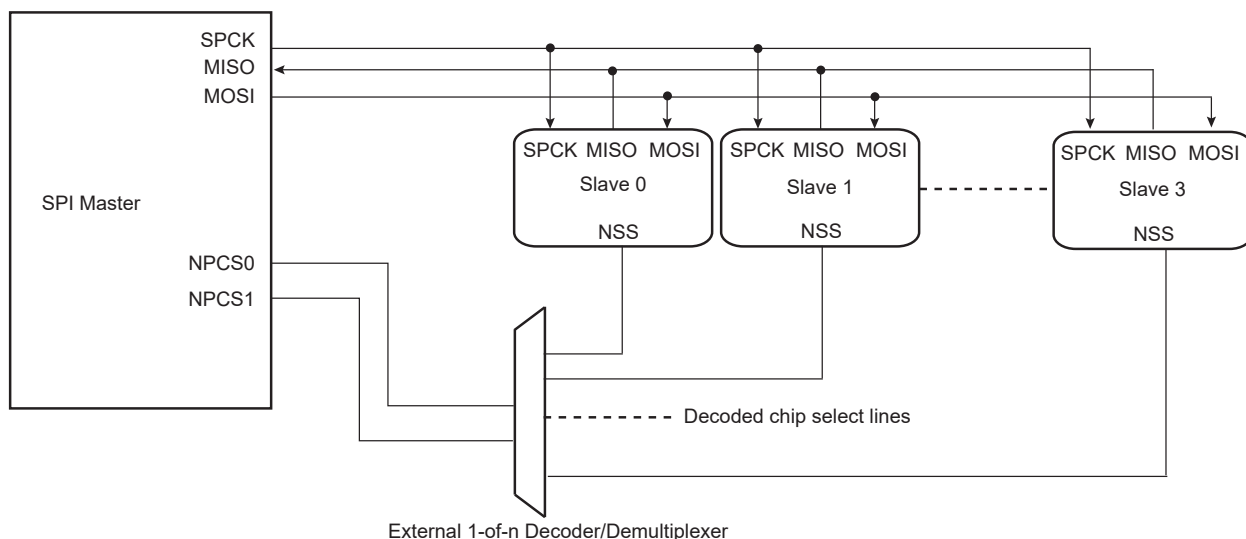 SPCK
MISO
MOSI
SPI Master
NPCS0
NPCS1
SPCK MISO MOSI
Slave 0
NSS
SPCK MISO MOSI
Slave 1
NSS
SPCK MISO MOSI
Slave 3
NSS
Decoded chip select lines
External 1-of-n Decoder/Demultiplexer